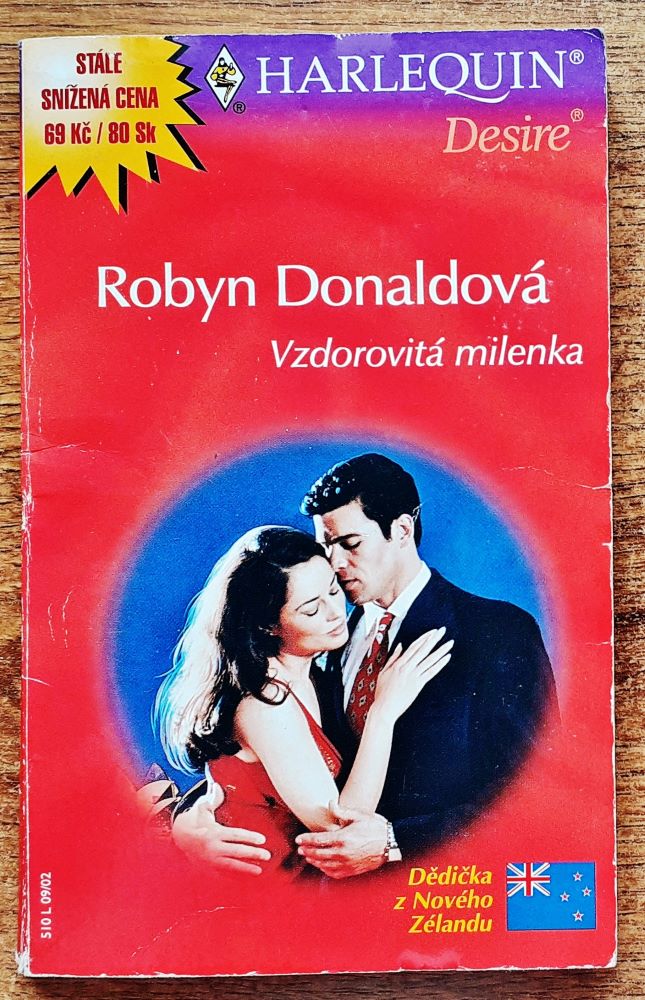 STÁLE
SNÍŽENÁ CENA
69 Kč / 80 Sk
HARLEQUIN®
Desire®
Robyn Donaldová
Vzdorovitá milenka
Dědička
z Nového
Zélandu
510 L 09/02